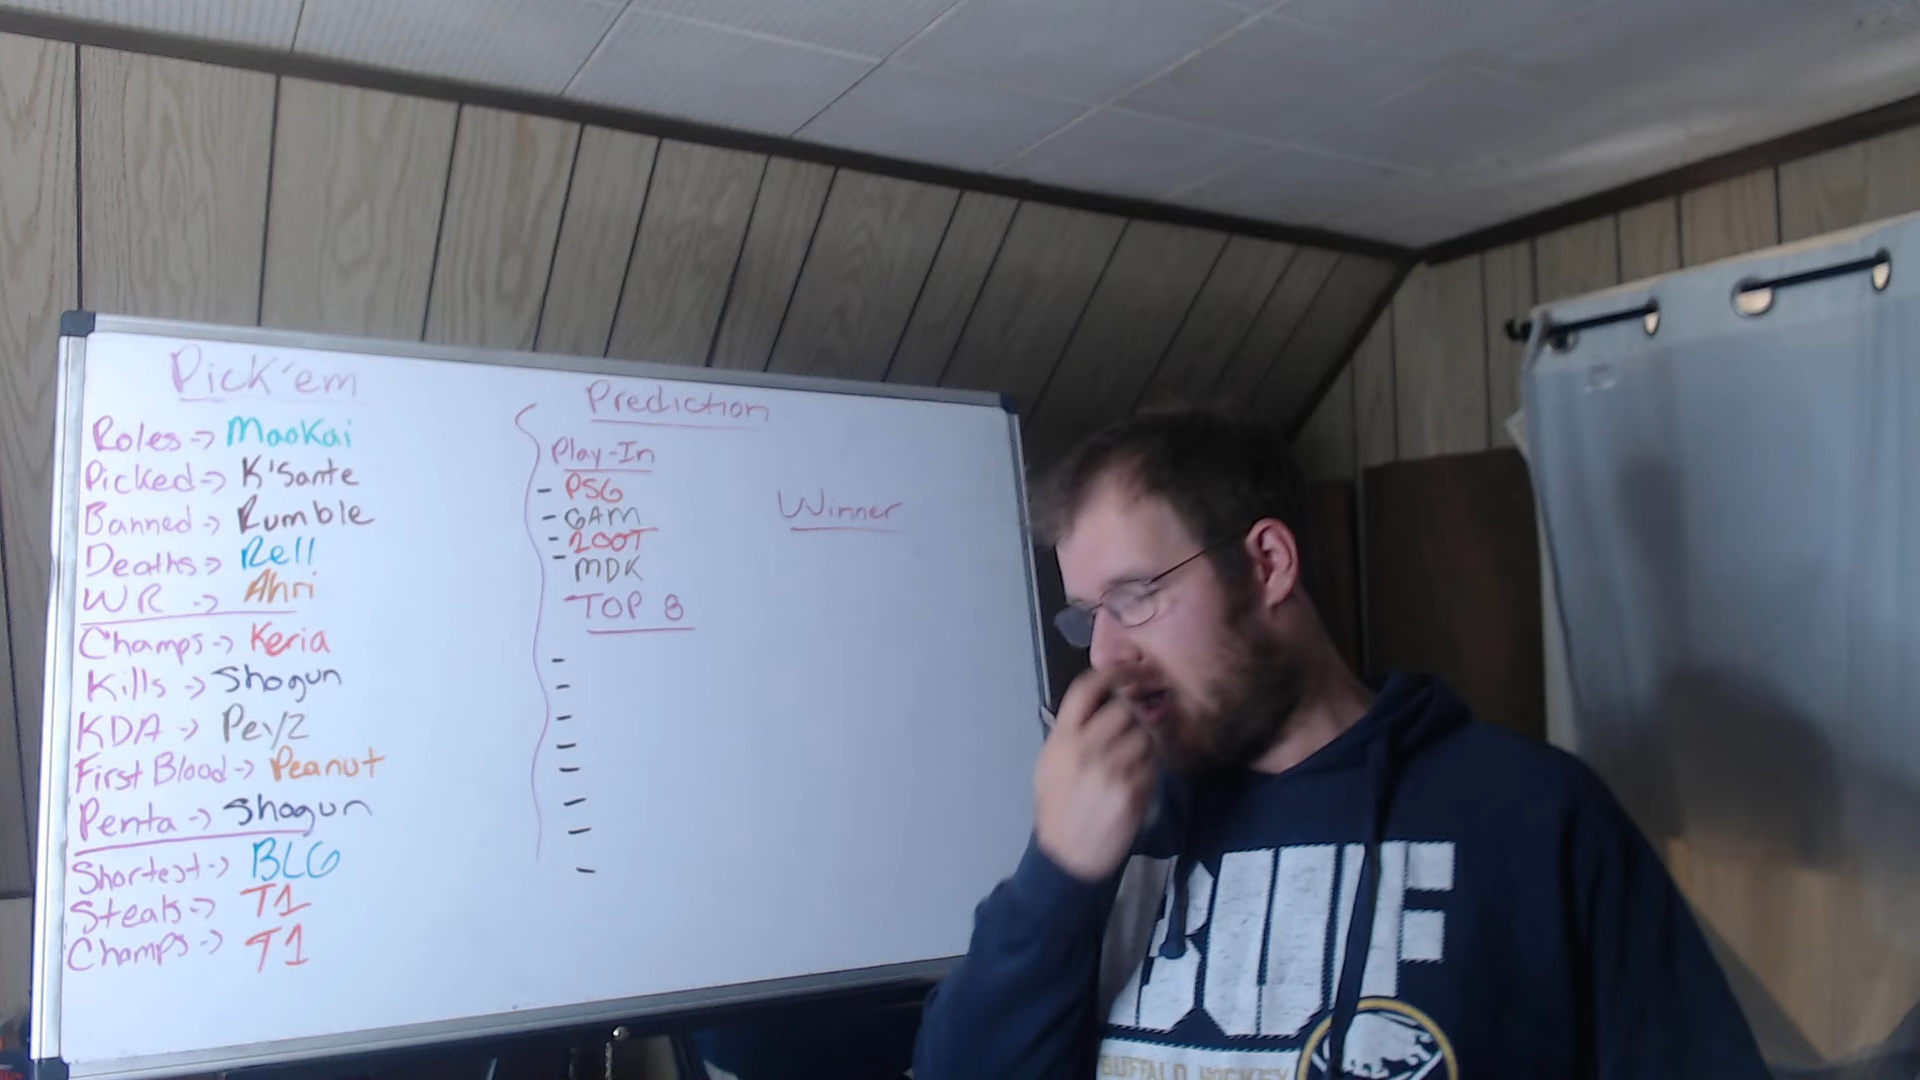 Pick'em
Roles -> Maokai
Picked -> K'Sante
Banned -> Rumble
Deaths -> Rell
WR -> Ahri
Champs -> Keria
Kills -> Shogun
KDA -> Peyz
First Blood -> Peanut
Penta -> Shogun
Shortest -> BLG
Steals -> T1
Champs -> T1
Prediction
Play-In
- PSG
- GAM
- 100T
- MDK
TOP 8
Winner
BUF
BUFFALO HOCKEY